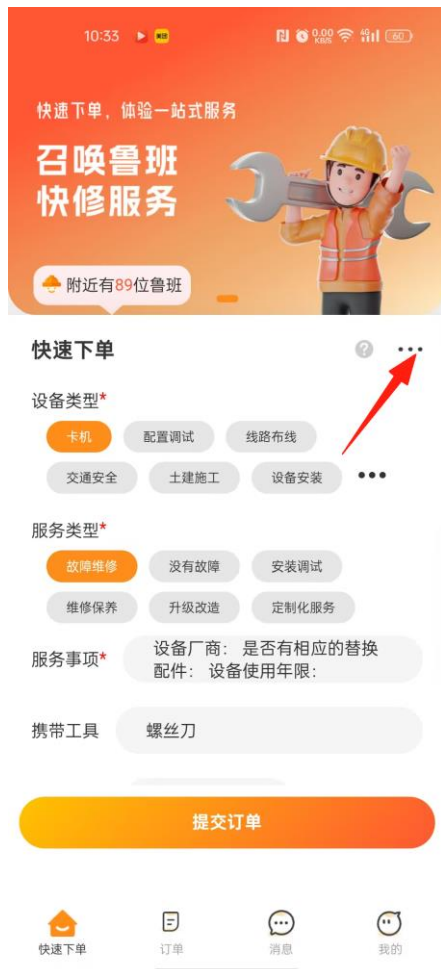 10:33 美团 0.00 KB/S 4G 60
快速下单，体验一站式服务
召唤鲁班
快修服务
附近有89位鲁班
快速下单 ? •••
设备类型*
卡机 配置调试 线路布线
交通安全 土建施工 设备安装 •••
服务类型*
故障维修 没有故障 安装调试
维修保养 升级改造 定制化服务
服务事项* 设备厂商： 是否有相应的替换
配件： 设备使用年限：
携带工具 螺丝刀
提交订单
快速下单 订单 消息 我的